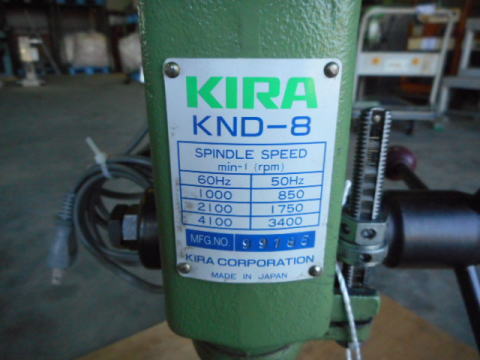 KIRA
KND-8
SPINDLE SPEED
min-1 (rpm)
60Hz 50Hz
1000 850
2100 1750
4100 3400
MFG.NO.
KIRA CORPORATION
MADE IN JAPAN